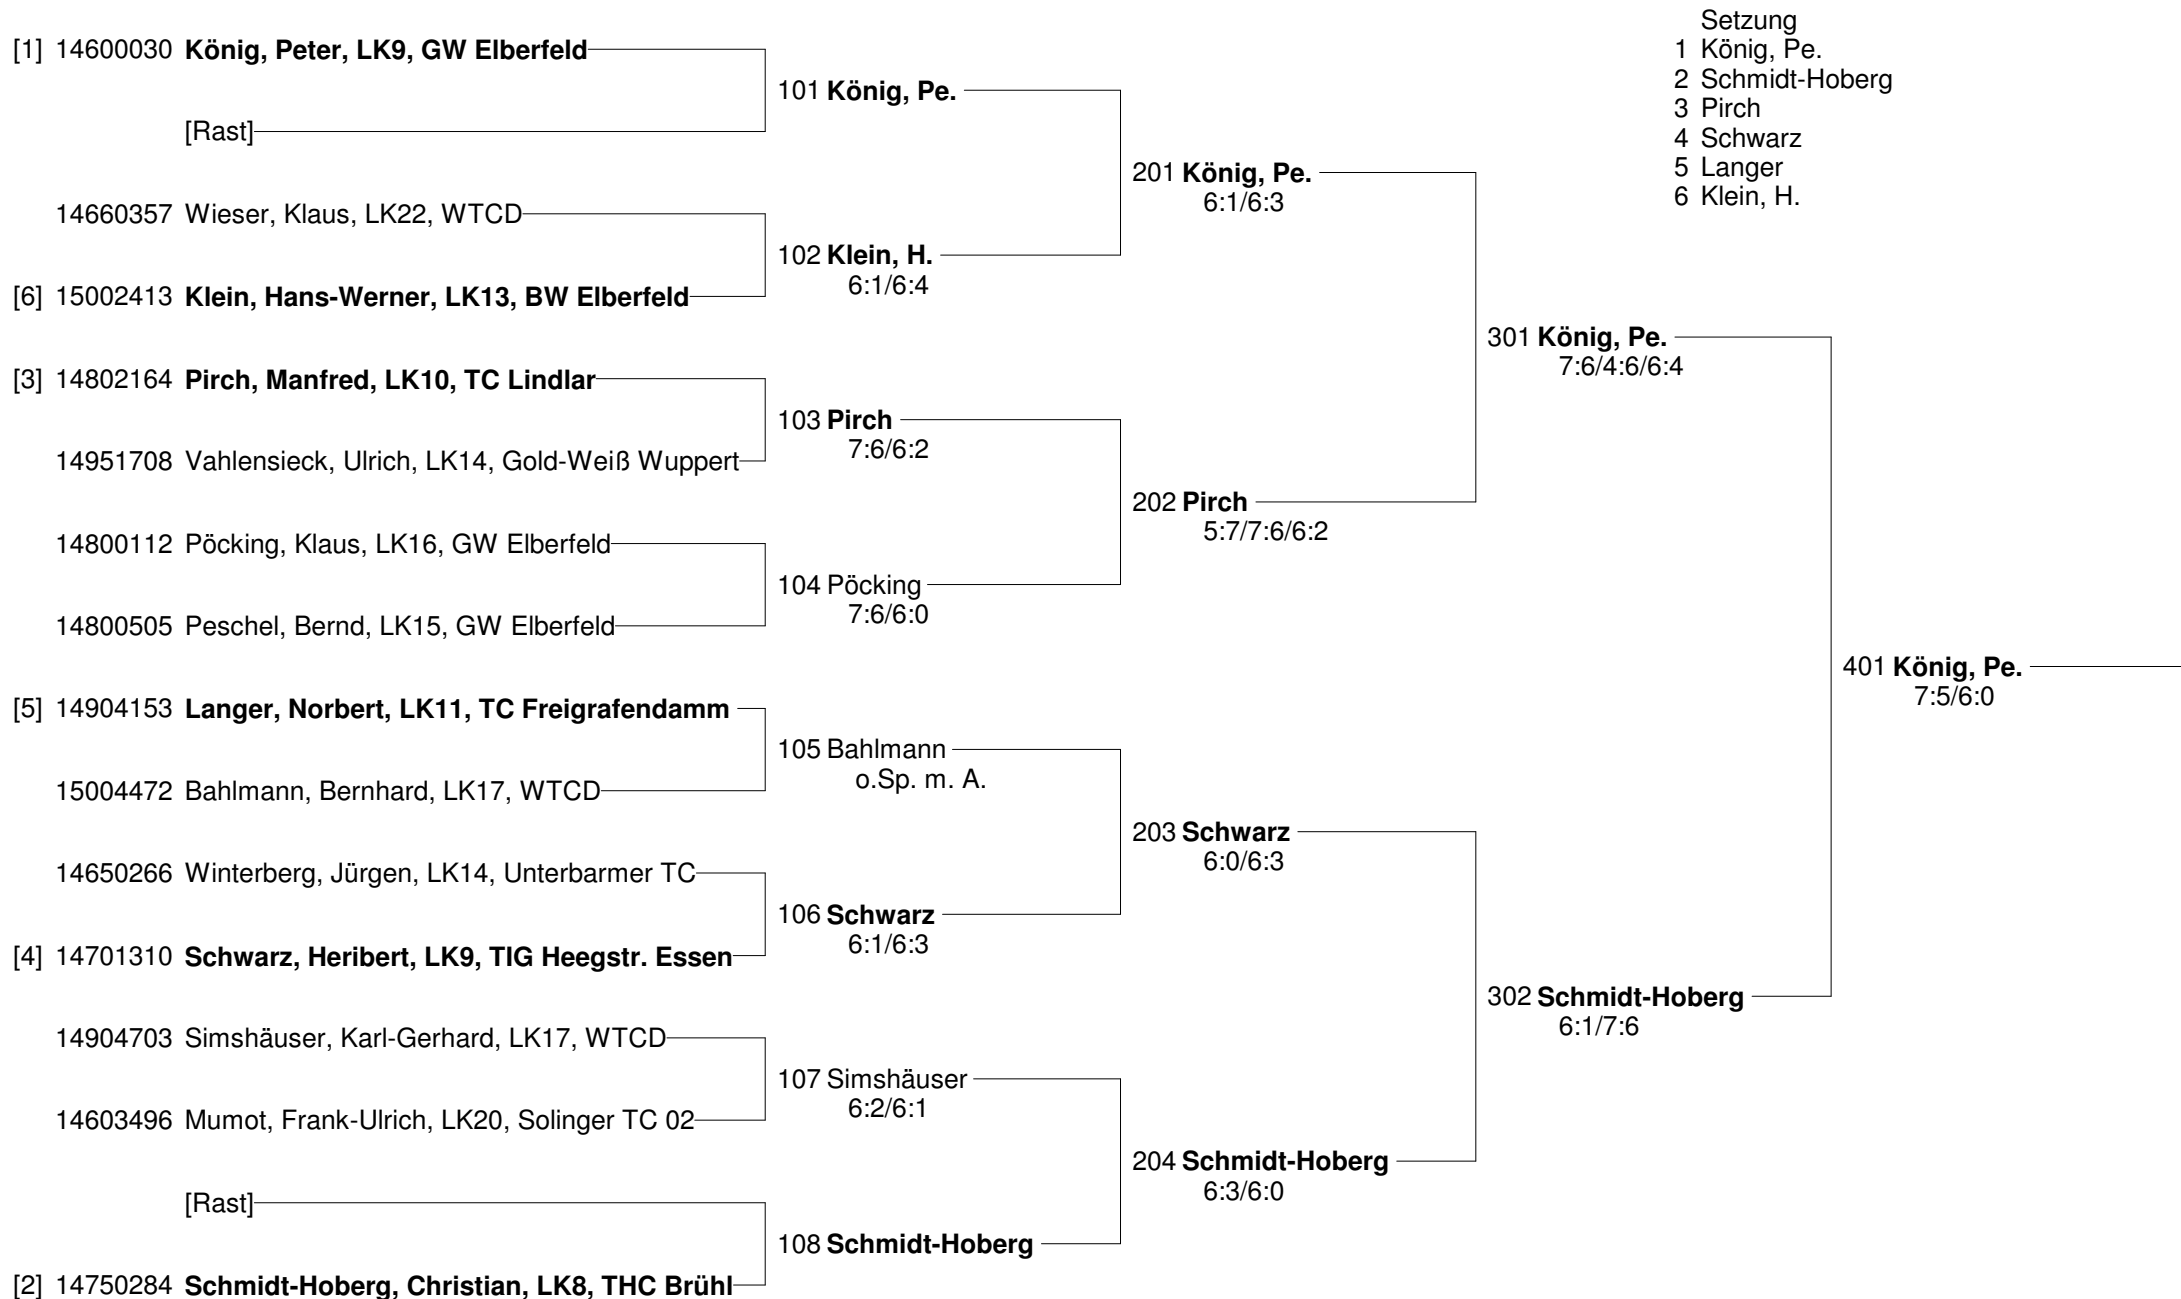 Setzung
1 König, Pe.
2 Schmidt-Hoberg
3 Pirch
4 Schwarz
5 Langer
6 Klein, H.
[1] 14600030 König, Peter, LK9, GW Elberfeld
[Rast]
14660357 Wieser, Klaus, LK22, WTCD
[6] 15002413 Klein, Hans-Werner, LK13, BW Elberfeld
[3] 14802164 Pirch, Manfred, LK10, TC Lindlar
14951708 Vahlensieck, Ulrich, LK14, Gold-Weiß Wuppert
14800112 Pöcking, Klaus, LK16, GW Elberfeld
14800505 Peschel, Bernd, LK15, GW Elberfeld
[5] 14904153 Langer, Norbert, LK11, TC Freigrafendamm
15004472 Bahlmann, Bernhard, LK17, WTCD
14650266 Winterberg, Jürgen, LK14, Unterbarmer TC
[4] 14701310 Schwarz, Heribert, LK9, TIG Heegstr. Essen
14904703 Simshäuser, Karl-Gerhard, LK17, WTCD
14603496 Mumot, Frank-Ulrich, LK20, Solinger TC 02
[Rast]
[2] 14750284 Schmidt-Hoberg, Christian, LK8, THC Brühl
101 König, Pe.
102 Klein, H.
6:1/6:4
103 Pirch
7:6/6:2
104 Pöcking
7:6/6:0
105 Bahlmann
o.Sp. m. A.
106 Schwarz
6:1/6:3
107 Simshäuser
6:2/6:1
108 Schmidt-Hoberg
201 König, Pe.
6:1/6:3
202 Pirch
5:7/7:6/6:2
203 Schwarz
6:0/6:3
204 Schmidt-Hoberg
6:3/6:0
301 König, Pe.
7:6/4:6/6:4
302 Schmidt-Hoberg
6:1/7:6
401 König, Pe.
7:5/6:0